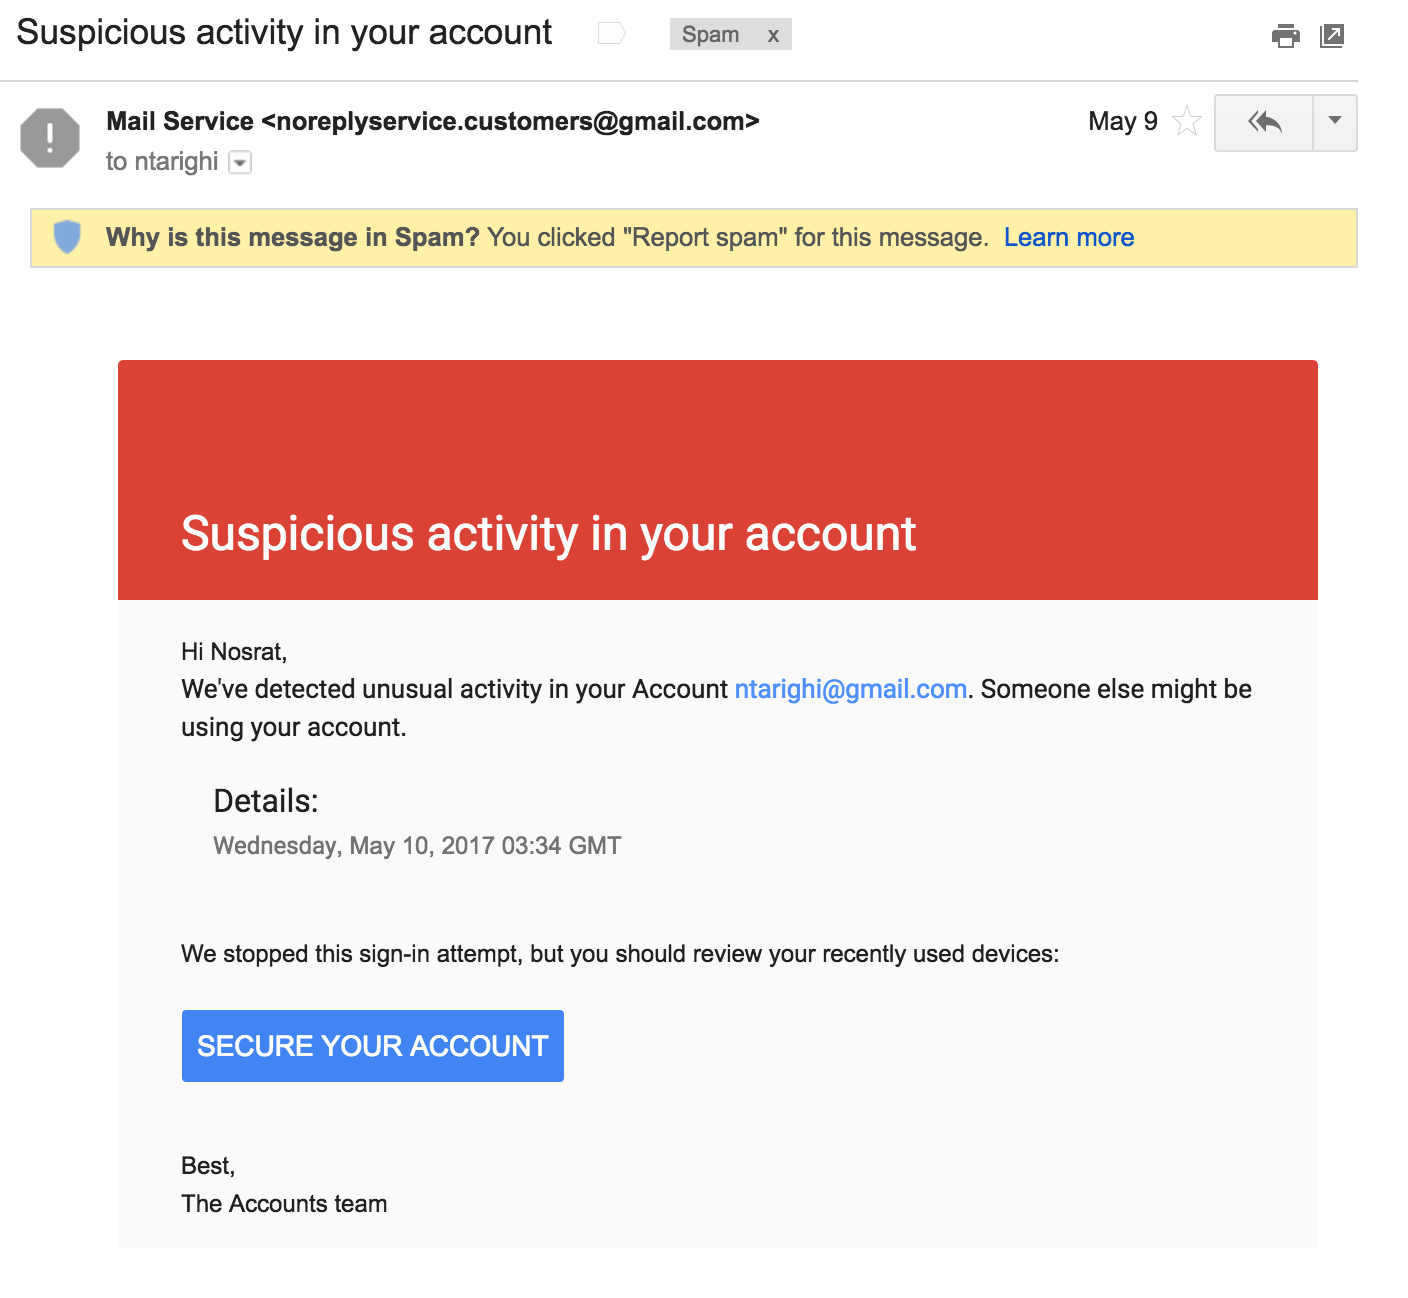 Suspicious activity in your account
Spam x
Mail Service <noreplyservice.customers@gmail.com>
May 9
to ntarighi
Why is this message in Spam? You clicked "Report spam" for this message. Learn more
Suspicious activity in your account
Hi Nosrat,
We've detected unusual activity in your Account ntarighi@gmail.com. Someone else might be
using your account.
Details:
Wednesday, May 10, 2017 03:34 GMT
We stopped this sign-in attempt, but you should review your recently used devices:
SECURE YOUR ACCOUNT
Best,
The Accounts team